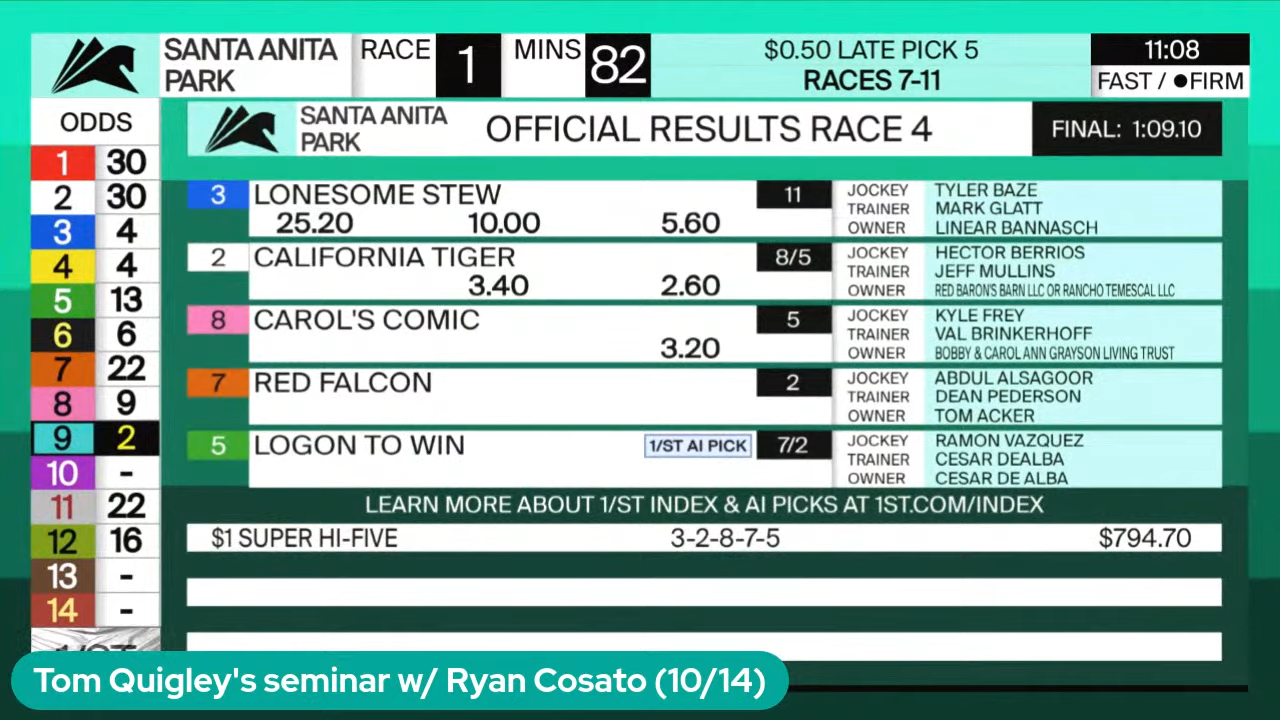 SANTA ANITA PARK
RACE 1
MINS 82
$0.50 LATE PICK 5
RACES 7-11
11:08
FAST / ●FIRM
ODDS
1 30
2 30
3 4
4 4
5 13
6 6
7 22
8 9
9 2
10 -
11 22
12 16
13 -
14 -
SANTA ANITA PARK
OFFICIAL RESULTS RACE 4
FINAL: 1:09.10
3 LONESOME STEW 11
25.20 10.00 5.60
JOCKEY TYLER BAZE
TRAINER MARK GLATT
OWNER LINEAR BANNASCH
2 CALIFORNIA TIGER 8/5
3.40 2.60
JOCKEY HECTOR BERRIOS
TRAINER JEFF MULLINS
OWNER RED BARON'S BARN LLC OR RANCHO TEMESCAL LLC
8 CAROL'S COMIC 5
3.20
JOCKEY KYLE FREY
TRAINER VAL BRINKERHOFF
OWNER BOBBY & CAROL ANN GRAYSON LIVING TRUST
7 RED FALCON 2
JOCKEY ABDUL ALSAGOOR
TRAINER DEAN PEDERSON
OWNER TOM ACKER
5 LOGON TO WIN 1/ST AI PICK 7/2
JOCKEY RAMON VAZQUEZ
TRAINER CESAR DEALBA
OWNER CESAR DE ALBA
LEARN MORE ABOUT 1/ST INDEX & AI PICKS AT 1ST.COM/INDEX
$1 SUPER HI-FIVE 3-2-8-7-5 $794.70
Tom Quigley's seminar w/ Ryan Cosato (10/14)